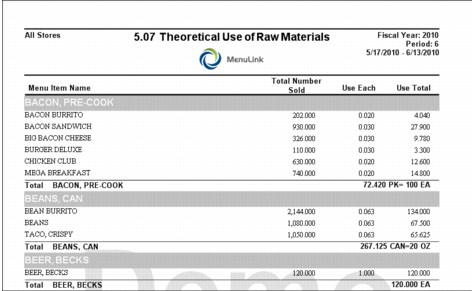 All Stores 5.07 Theoretical Use of Raw Materials Fiscal Year: 2010
Period: 6
MenuLink 5/17/2010 - 6/13/2010
Menu Item Name Total Number Sold Use Each Use Total
BACON, PRE-COOK
BACON BURRITO 202.000 0.020 4.040
BACON SANDWICH 930.000 0.030 27.900
BIG BACON CHEESE 326.000 0.030 9.780
BURGER DELUXE 110.000 0.030 3.300
CHICKEN CLUB 630.000 0.020 12.600
MEGA BREAKFAST 740.000 0.020 14.800
Total BACON, PRE-COOK 72.420 PK= 100 EA
BEANS, CAN
BEAN BURRITO 2,144.000 0.063 134.000
BEANS 1,080.000 0.063 67.500
TACO, CRISPY 1,050.000 0.063 65.625
Total BEANS, CAN 267.125 CAN=20 OZ
BEER, BECKS
BEER, BECKS 120.000 1.000 120.000
Total BEER, BECKS 120.000 EA